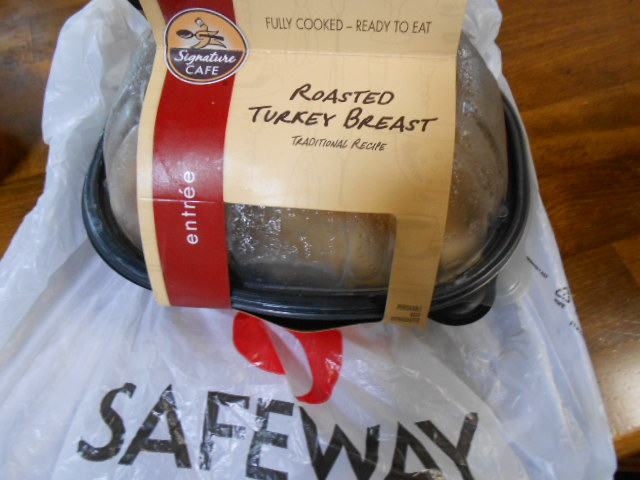 FULLY COOKED – READY TO EAT
Signature
CAFE
ROASTED
TURKEY BREAST
TRADITIONAL RECIPE
entrée
SAFEWAY